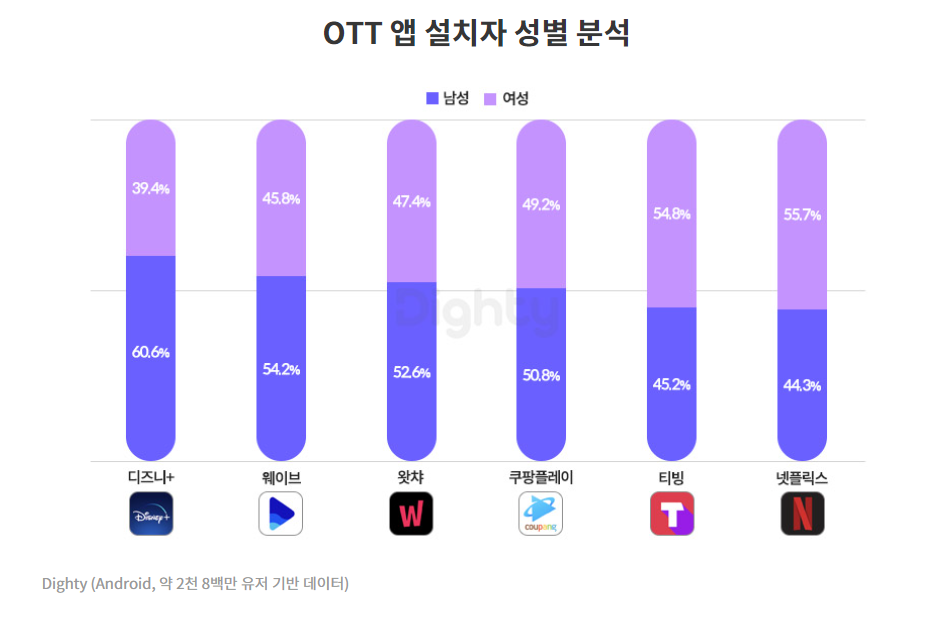 OTT 앱 설치자 성별 분석
남성 여성
39.4% 45.8% 47.4% 49.2% 54.8% 55.7%
Dighty
60.6% 54.2% 52.6% 50.8% 45.2% 44.3%
디즈니+ 웨이브 왓챠 쿠팡플레이 티빙 넷플릭스
Disney+ W coupang T N
Dighty (Android, 약 2천 8백만 유저 기반 데이터)